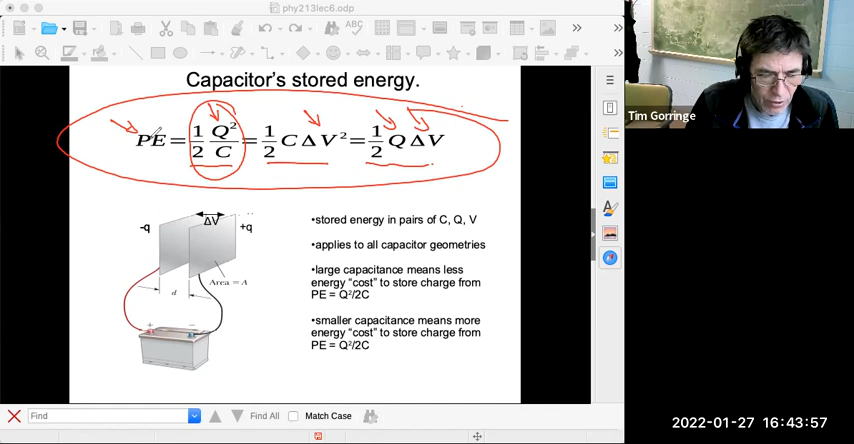 phy213lec6.odp
ABC
Capacitor's stored energy.
PE = 1/2 Q²/C = 1/2 C Δ V² = 1/2 Q Δ V
ΔV
-q
+q
Area = A
d
+
−
•stored energy in pairs of C, Q, V
•applies to all capacitor geometries
•large capacitance means less
energy “cost” to store charge from
PE = Q²/2C
•smaller capacitance means more
energy “cost” to store charge from
PE = Q²/2C
Find
Find All
Match Case
Tim Gorringe
2022-01-27 16:43:57